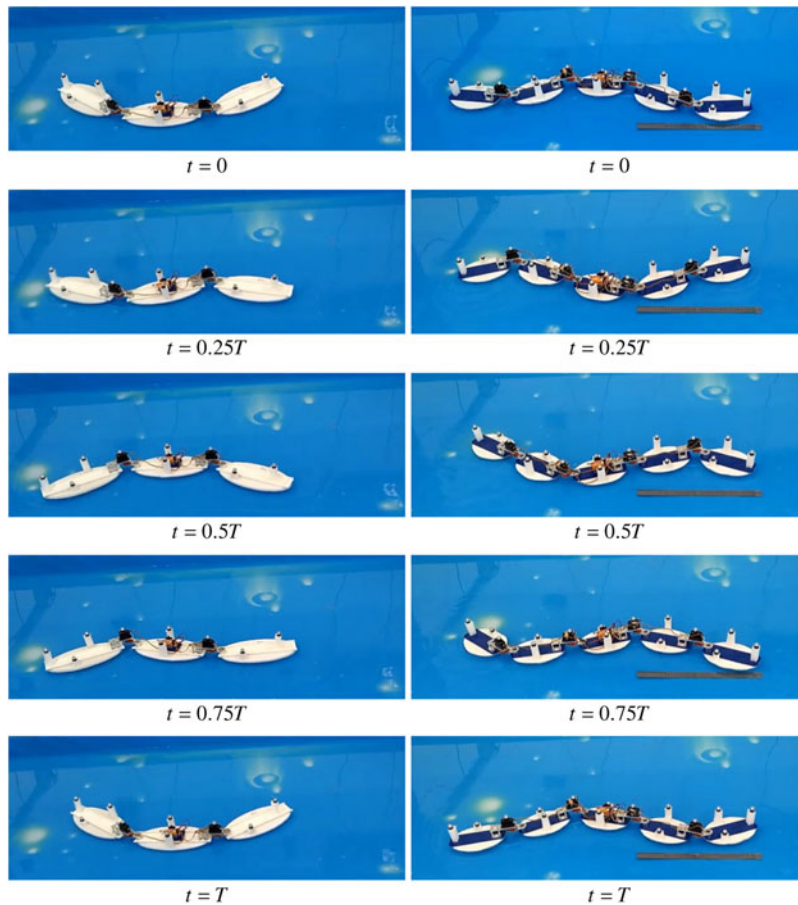 t = 0 t = 0
t = 0.25T t = 0.25T
t = 0.5T t = 0.5T
t = 0.75T t = 0.75T
t = T t = T